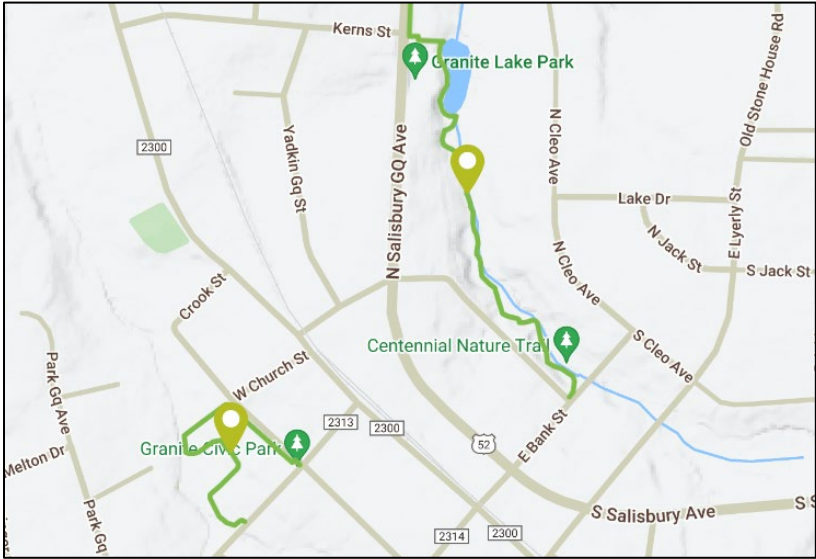 Kerns St
Granite Lake Park
Old Stone House Rd
N Cleo Ave
Yadkin Gq St
2300
N Salisbury GQ Ave
Lake Dr
E Lyerly St
N Jack St
S Jack St
N Cleo Ave
Crook St
Centennial Nature Trail
S Cleo Ave
Park Gq Ave
W Church St
2313
2300
52
E Bank St
Granite Civic Park
Melton Dr
Park Gq
S Salisbury Ave
2314
2300